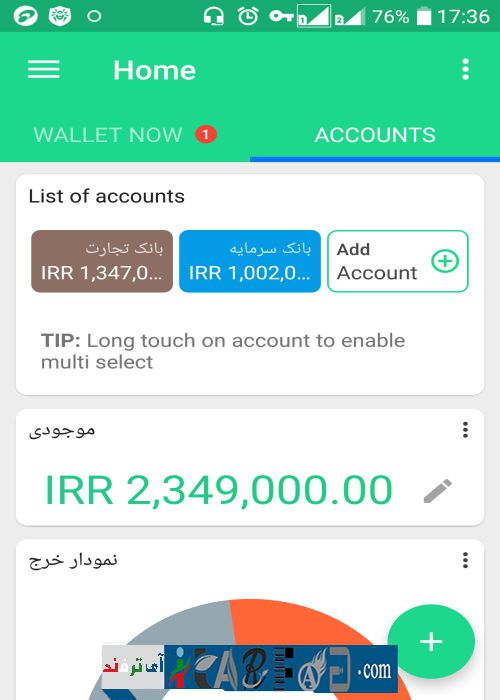 76% 17:36
Home
WALLET NOW 1 ACCOUNTS
List of accounts
بانک تجارت
IRR 1,347,0...
بانک سرمایه
IRR 1,002,0...
Add
Account
TIP: Long touch on account to enable
multi select
موجودی
IRR 2,349,000.00
نمودار خرج
آی ترفند
.com